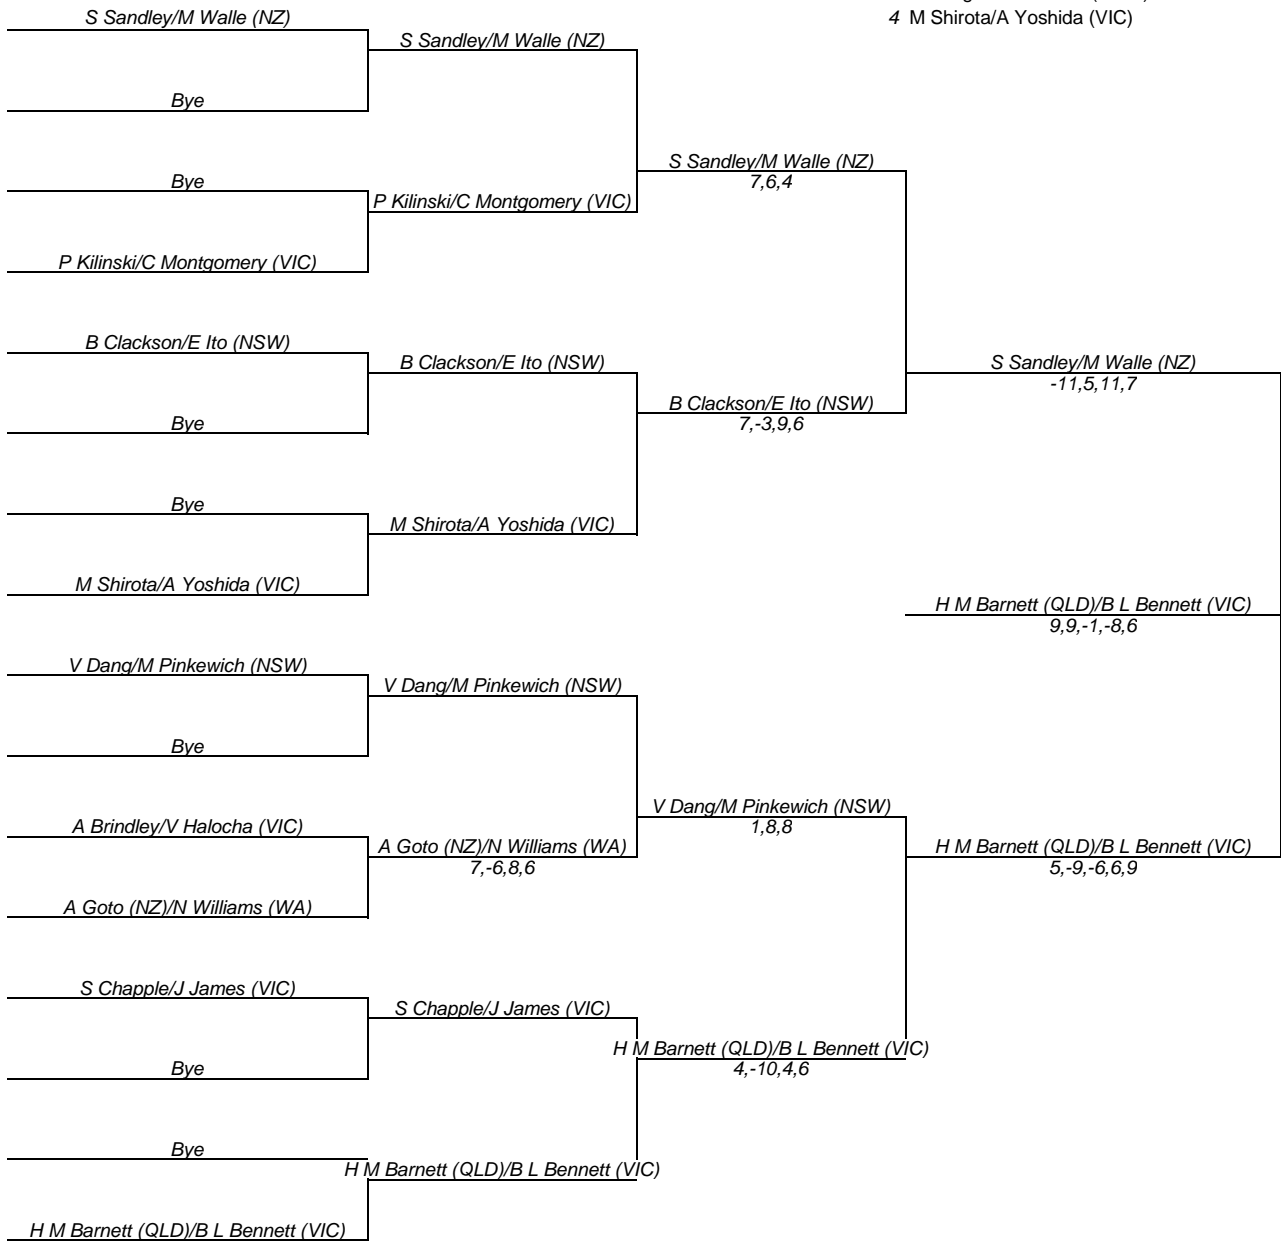 4 M Shirota/A Yoshida (VIC)
S Sandley/M Walle (NZ)
S Sandley/M Walle (NZ)
Bye
S Sandley/M Walle (NZ)
7,6,4
Bye
P Kilinski/C Montgomery (VIC)
P Kilinski/C Montgomery (VIC)
B Clackson/E Ito (NSW)
B Clackson/E Ito (NSW)
S Sandley/M Walle (NZ)
-11,5,11,7
B Clackson/E Ito (NSW)
7,-3,9,6
Bye
Bye
M Shirota/A Yoshida (VIC)
M Shirota/A Yoshida (VIC)
H M Barnett (QLD)/B L Bennett (VIC)
9,9,-1,-8,6
V Dang/M Pinkewich (NSW)
V Dang/M Pinkewich (NSW)
Bye
V Dang/M Pinkewich (NSW)
1,8,8
A Brindley/V Halocha (VIC)
A Goto (NZ)/N Williams (WA)
7,-6,8,6
H M Barnett (QLD)/B L Bennett (VIC)
5,-9,-6,6,9
A Goto (NZ)/N Williams (WA)
S Chapple/J James (VIC)
S Chapple/J James (VIC)
H M Barnett (QLD)/B L Bennett (VIC)
4,-10,4,6
Bye
Bye
H M Barnett (QLD)/B L Bennett (VIC)
H M Barnett (QLD)/B L Bennett (VIC)